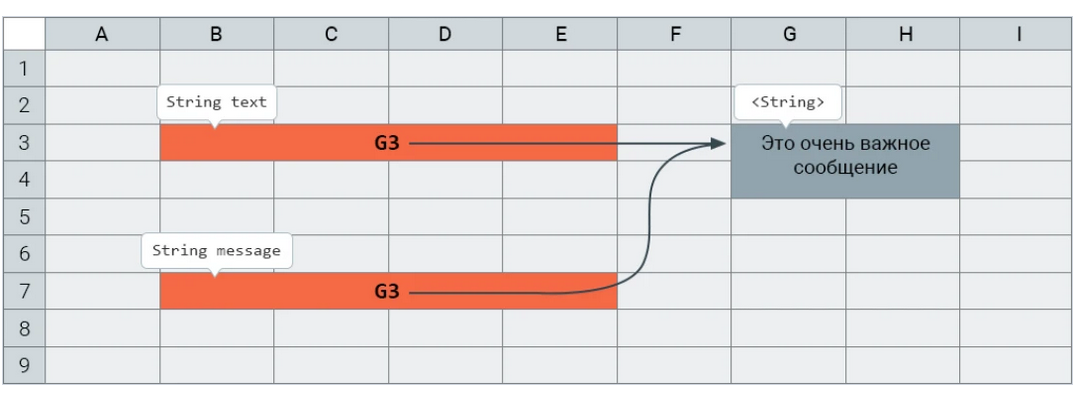 A B C D E F G H I
1
2
String text <String>
3
G3
Это очень важное
сообщение
4
5
6
String message
7
G3
8
9